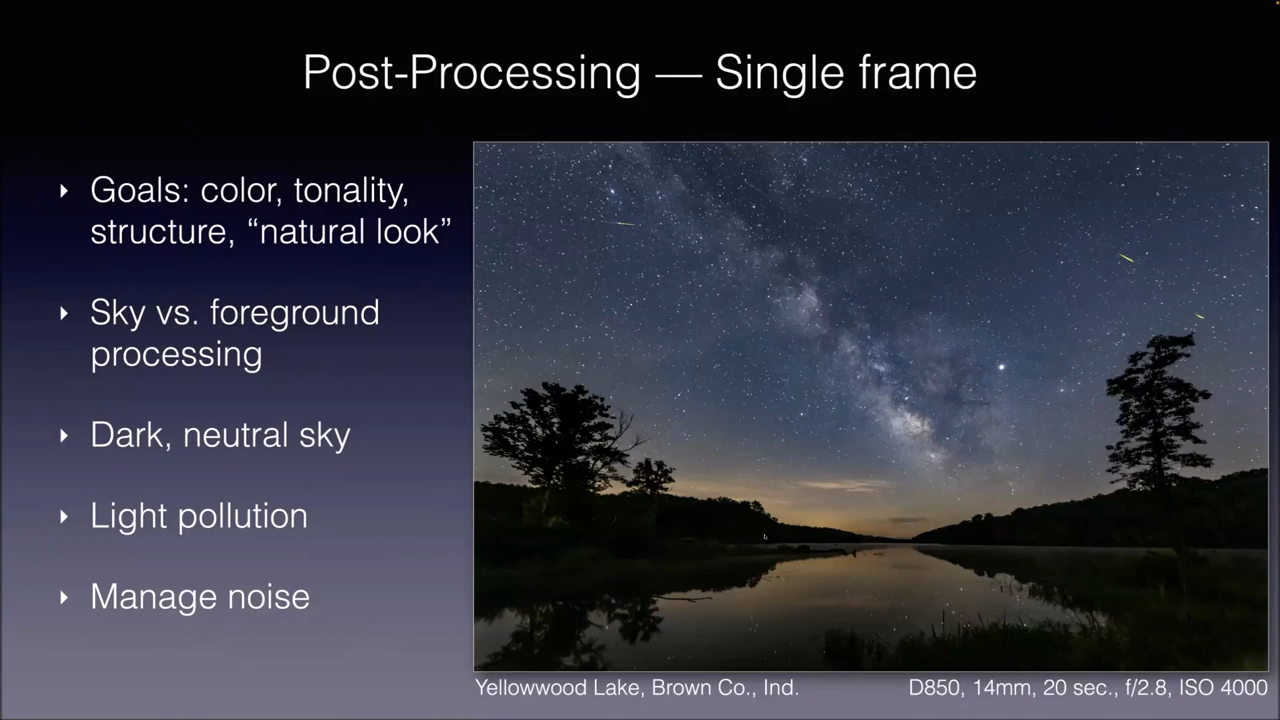 Post-Processing — Single frame
Goals: color, tonality,
structure, “natural look”
Sky vs. foreground
processing
Dark, neutral sky
Light pollution
Manage noise
Yellowwood Lake, Brown Co., Ind.
D850, 14mm, 20 sec., f/2.8, ISO 4000